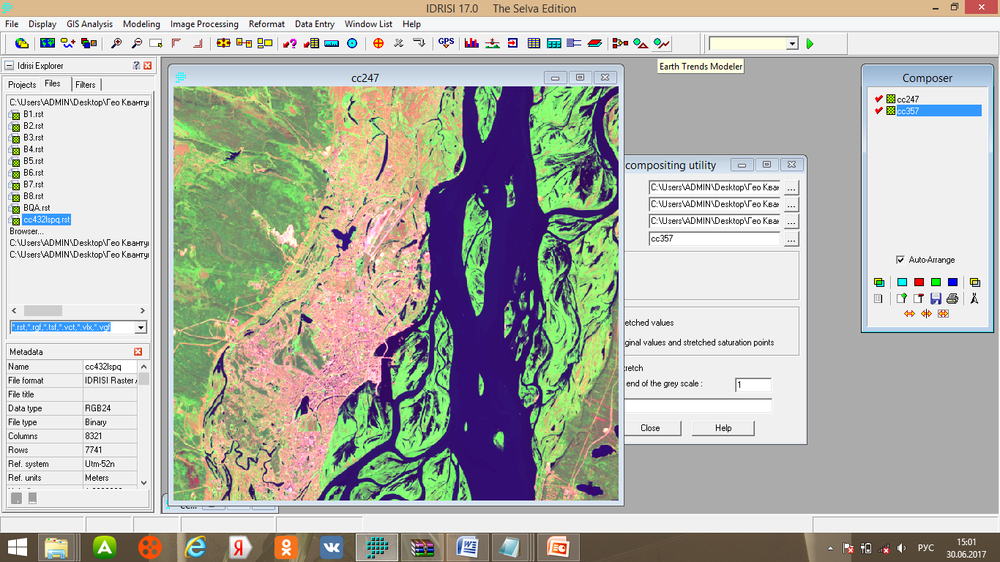 IDRISI 17.0 The Selva Edition
File Display GIS Analysis Modeling Image Processing Reformat Data Entry Window List Help
GPS
Earth Trends Modeler
Idrisi Explorer
Projects Files Filters
C:\Users\ADMIN\Desktop\Гео Кванту
B1.rst
B2.rst
B3.rst
B4.rst
B5.rst
B6.rst
B7.rst
B8.rst
BQA.rst
cc432lspq.rst
Browser...
C:\Users\ADMIN\Desktop\Гео Кванту
C:\Users\ADMIN\Desktop\Гео Кванту
*.rst,*.rgf,*.tsf,*.vct,*.vlx,*.vgf
Metadata
Name cc432lspq
File format IDRISI Raster A
File title
Data type RGB24
File type Binary
Columns 8321
Rows 7741
Ref. system Utm-52n
Ref. units Meters
cc247
compositing utility
C:\Users\ADMIN\Desktop\Гео Кван
...
C:\Users\ADMIN\Desktop\Гео Кван
...
C:\Users\ADMIN\Desktop\Гео Кван
...
cc357
...
etched values
ginal values and stretched saturation points
retch
end of the grey scale :
1
Close
Help
Composer
cc247
cc357
Auto-Arrange
РУС
15:01
30.06.2017